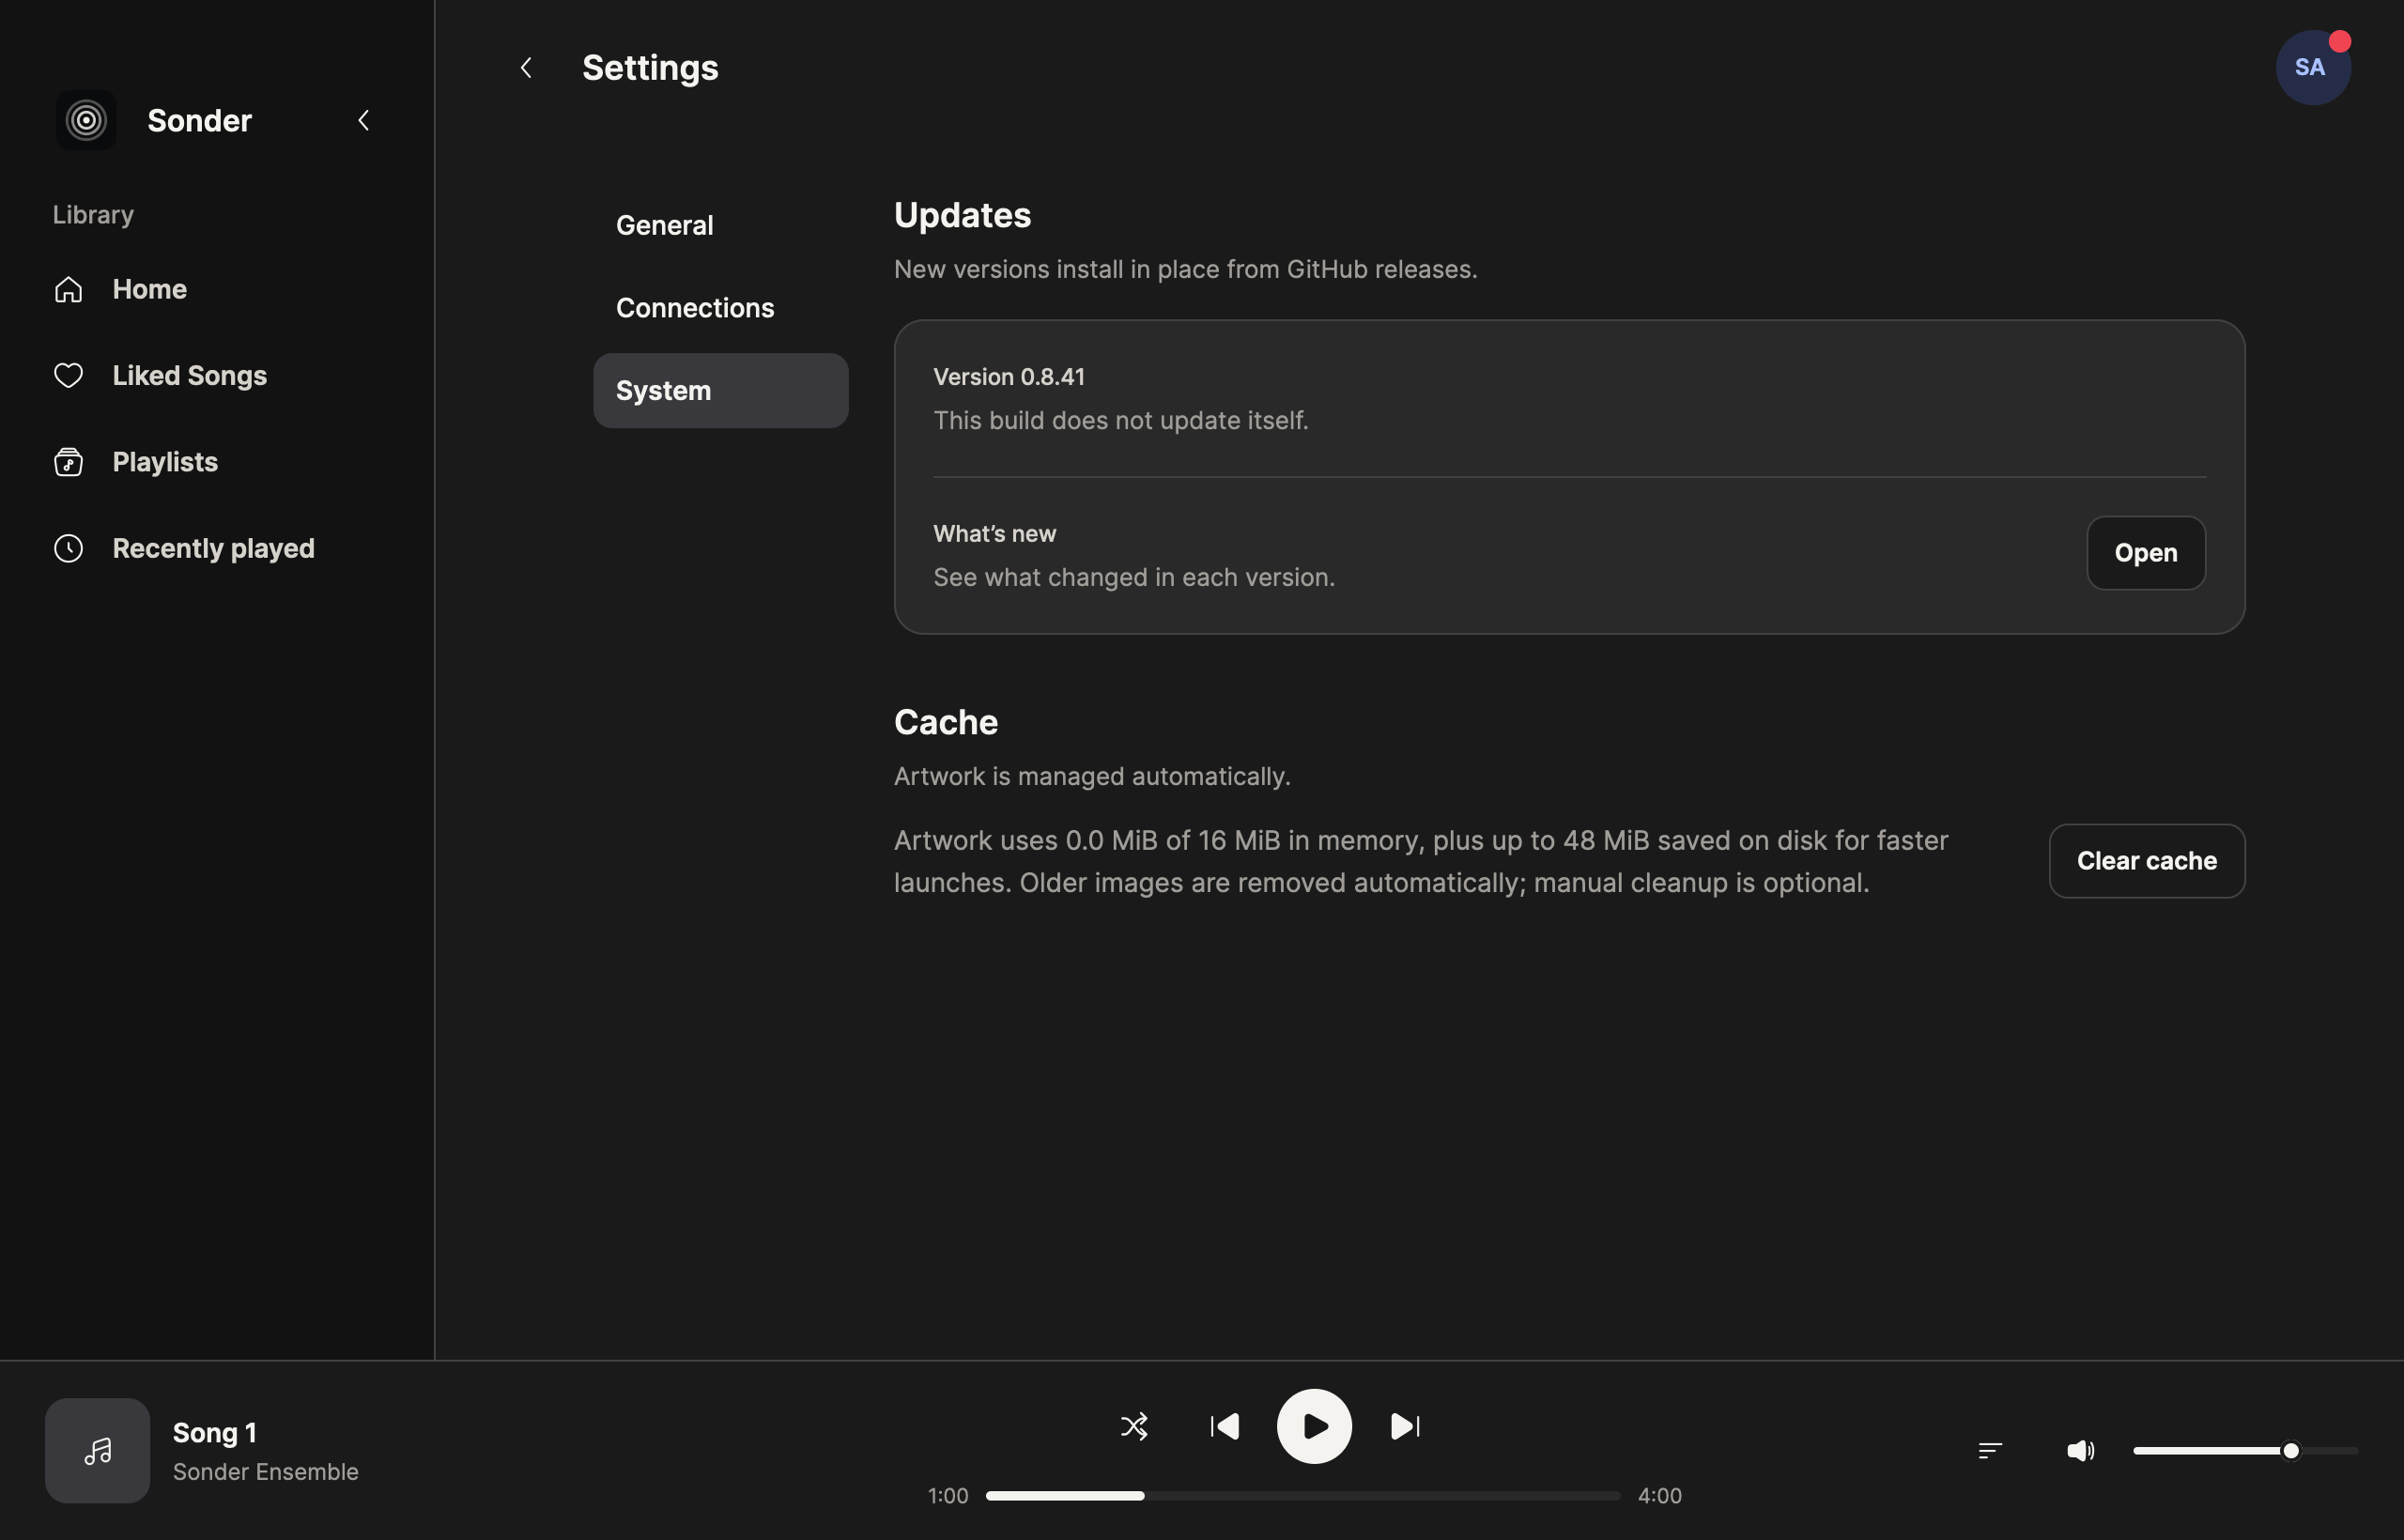 Sonder
Library
Home
Liked Songs
Playlists
Recently played
Settings
SA
General
Connections
System
Updates
New versions install in place from GitHub releases.
Version 0.8.41
This build does not update itself.
What’s new
See what changed in each version.
Open
Cache
Artwork is managed automatically.
Artwork uses 0.0 MiB of 16 MiB in memory, plus up to 48 MiB saved on disk for faster
launches. Older images are removed automatically; manual cleanup is optional.
Clear cache
Song 1
Sonder Ensemble
1:00
4:00